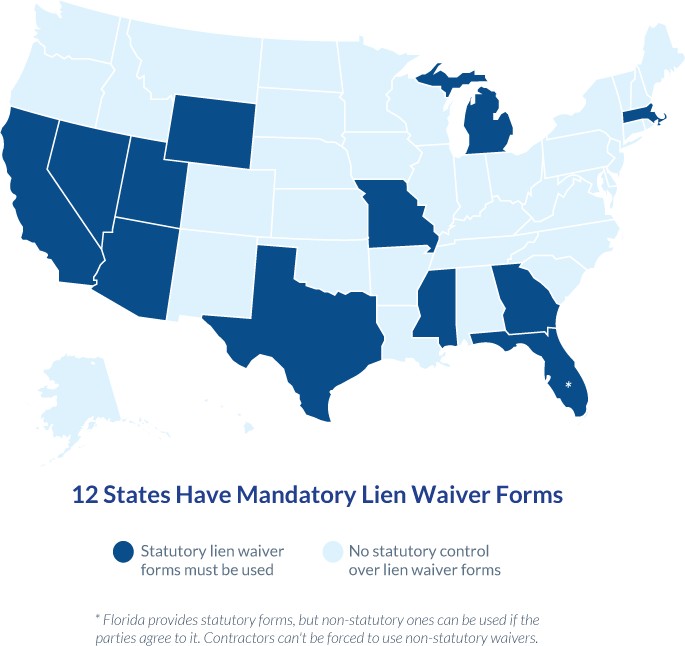 *
12 States Have Mandatory Lien Waiver Forms
Statutory lien waiver
forms must be used
No statutory control
over lien waiver forms
* Florida provides statutory forms, but non-statutory ones can be used if the
parties agree to it. Contractors can't be forced to use non-statutory waivers.